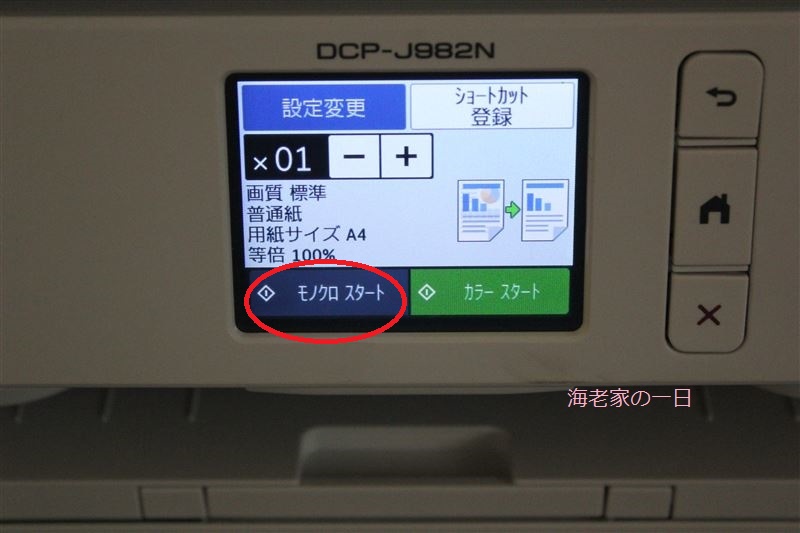 DCP-J982N
設定変更
ショートカット
登録
×01 − +
画質 標準
普通紙
用紙サイズ A4
等倍 100%
モノクロ スタート
カラー スタート
海老家の一日